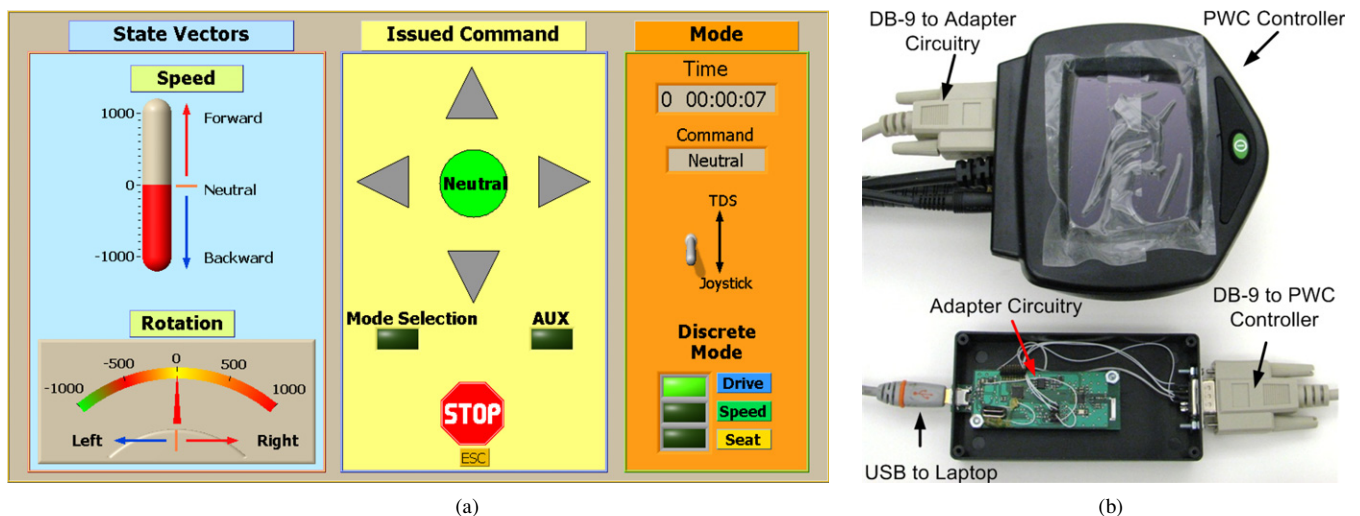 State Vectors
Speed
1000
0
-1000
Forward
Neutral
Backward
Rotation
-1000
-500
0
500
1000
Left
Right
Issued Command
Neutral
Mode Selection
AUX
STOP
ESC
Mode
Time
0 00:00:07
Command
Neutral
TDS
Joystick
Discrete
Mode
Drive
Speed
Seat
(a)
DB-9 to Adapter
Circuitry
PWC Controller
Adapter Circuitry
DB-9 to PWC
Controller
USB to Laptop
(b)